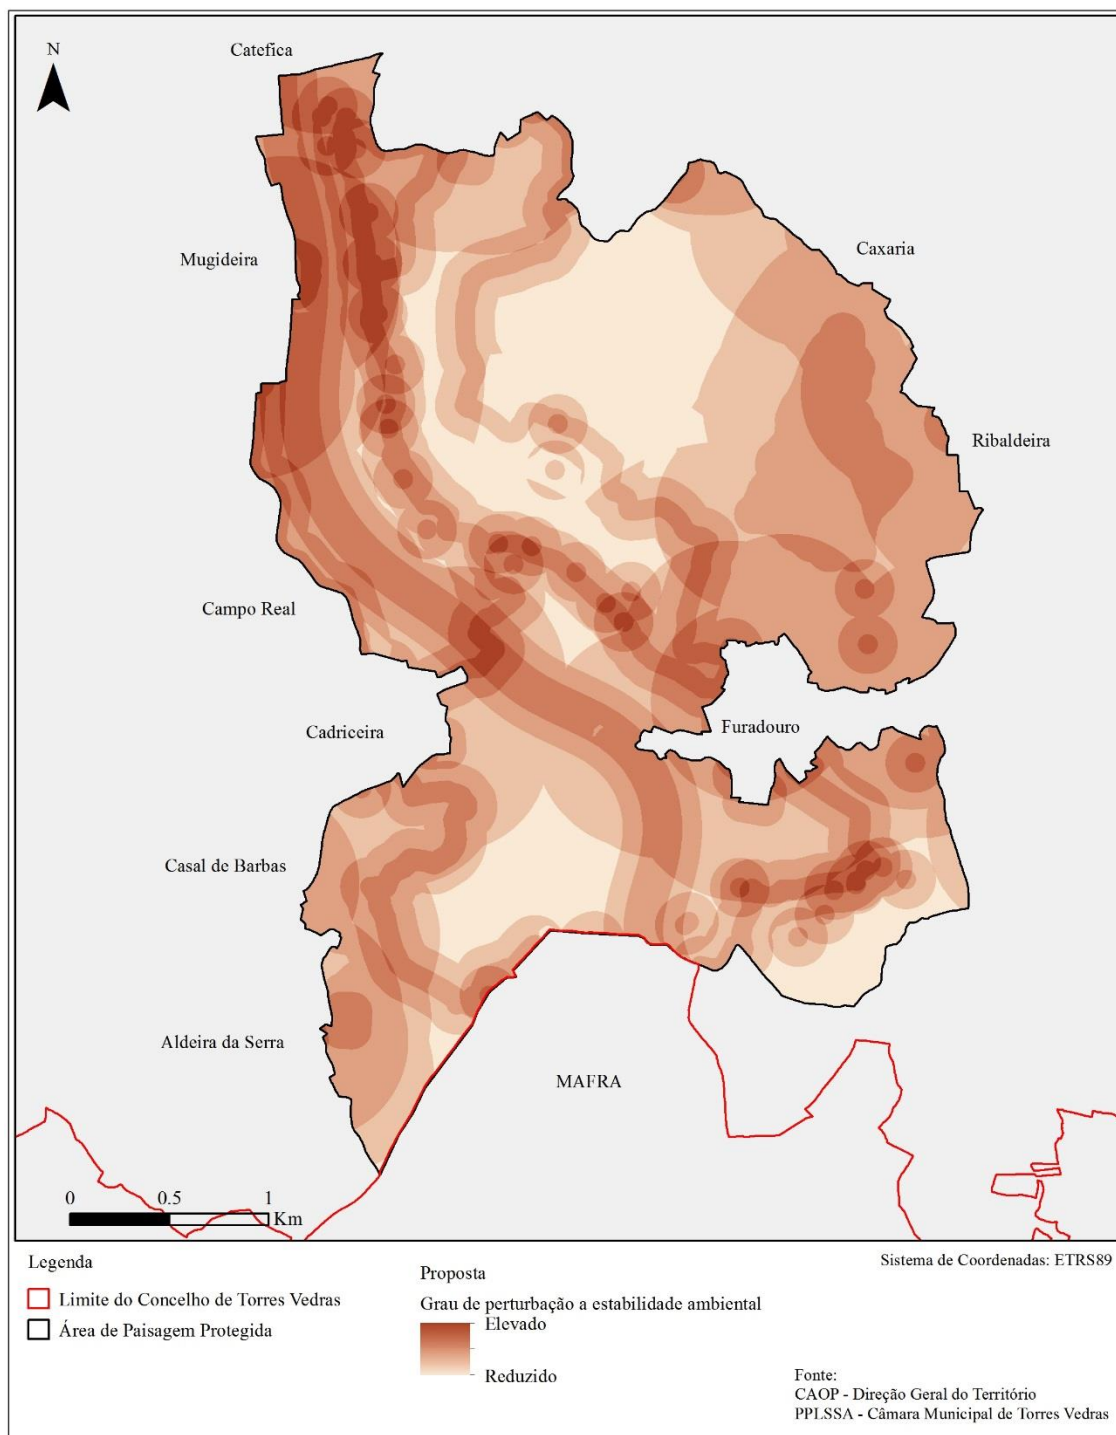 Catefica
N
Mugideira
Caxaria
Ribaldeira
Campo Real
Cadriceira
Furadouro
Casal de Barbas
Aldeira da Serra
MAFRA
0 0.5 1
Km
Legenda
Limite do Concelho de Torres Vedras
Área de Paisagem Protegida
Proposta
Grau de perturbação a estabilidade ambiental
Elevado
Reduzido
Sistema de Coordenadas: ETRS89
Fonte:
CAOP - Direção Geral do Território
PPLSSA - Câmara Municipal de Torres Vedras